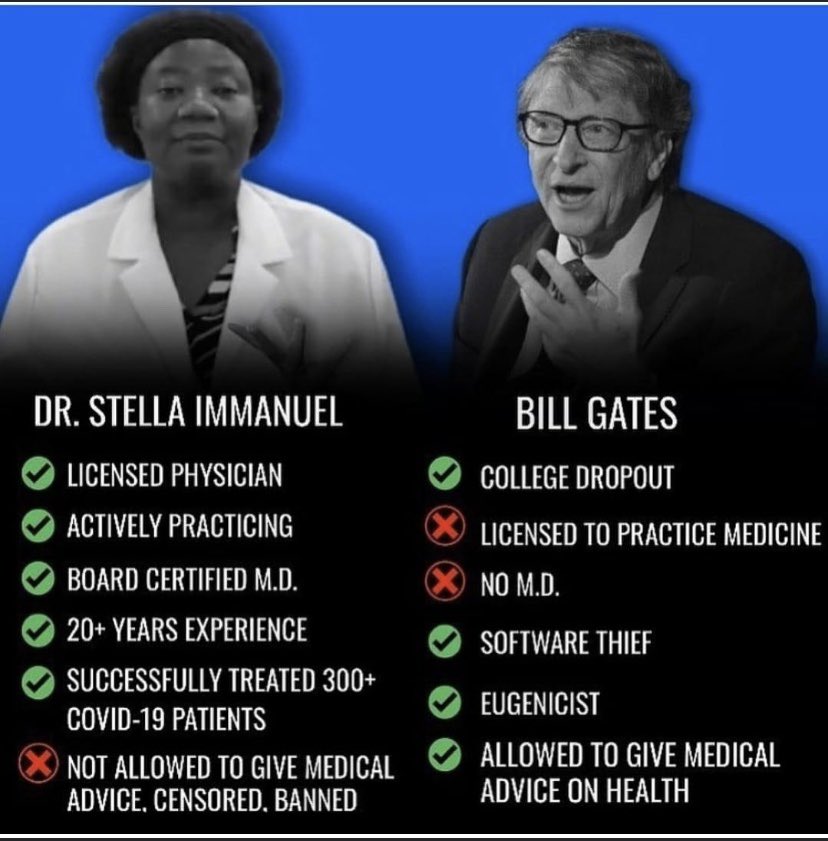 DR. STELLA IMMANUEL
LICENSED PHYSICIAN
ACTIVELY PRACTICING
BOARD CERTIFIED M.D.
20+ YEARS EXPERIENCE
SUCCESSFULLY TREATED 300+
COVID-19 PATIENTS
NOT ALLOWED TO GIVE MEDICAL
ADVICE, CENSORED, BANNED
BILL GATES
COLLEGE DROPOUT
LICENSED TO PRACTICE MEDICINE
NO M.D.
SOFTWARE THIEF
EUGENICIST
ALLOWED TO GIVE MEDICAL
ADVICE ON HEALTH